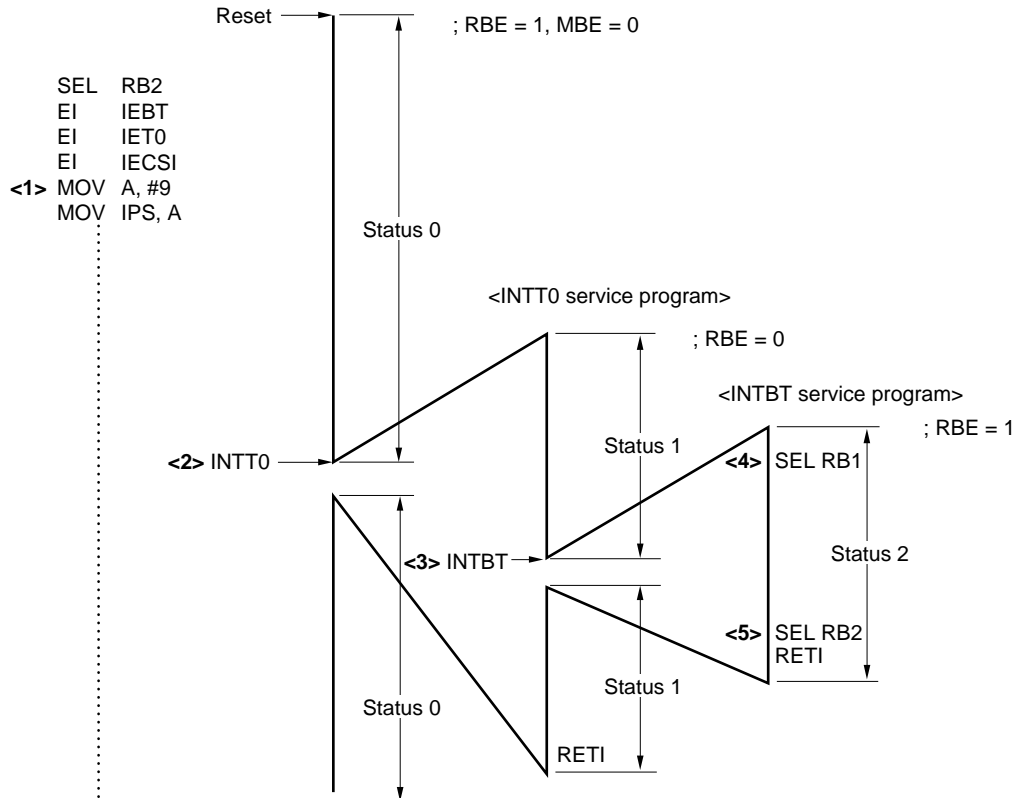 Reset
; RBE = 1, MBE = 0
SEL RB2
EI IEBT
EI IET0
EI IECSI
<1> MOV A, #9
MOV IPS, A
Status 0
<INTT0 service program>
; RBE = 0
<INTBT service program>
; RBE = 1
Status 1
<2> INTT0
<4> SEL RB1
<3> INTBT
Status 2
<5> SEL RB2
RETI
Status 1
Status 0
RETI